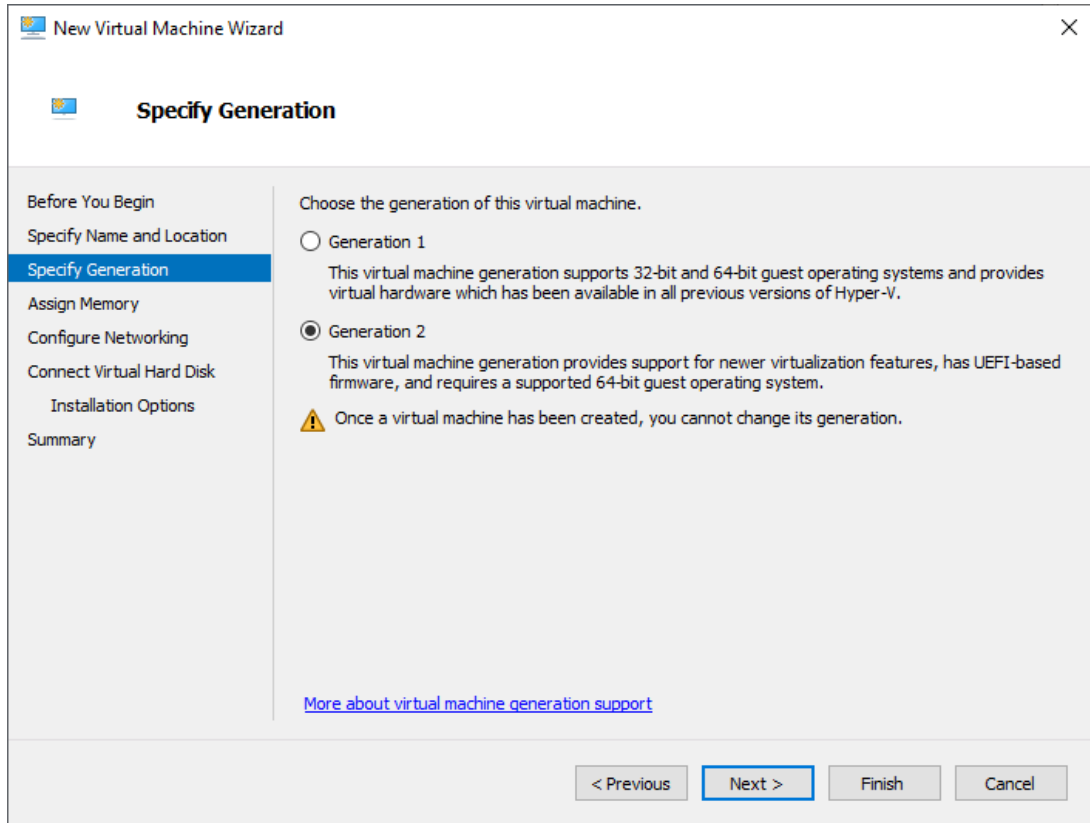 New Virtual Machine Wizard
Specify Generation
Before You Begin
Specify Name and Location
Specify Generation
Assign Memory
Configure Networking
Connect Virtual Hard Disk
Installation Options
Summary
Choose the generation of this virtual machine.
Generation 1
This virtual machine generation supports 32-bit and 64-bit guest operating systems and provides
virtual hardware which has been available in all previous versions of Hyper-V.
Generation 2
This virtual machine generation provides support for newer virtualization features, has UEFI-based
firmware, and requires a supported 64-bit guest operating system.
Once a virtual machine has been created, you cannot change its generation.
More about virtual machine generation support
< Previous
Next >
Finish
Cancel